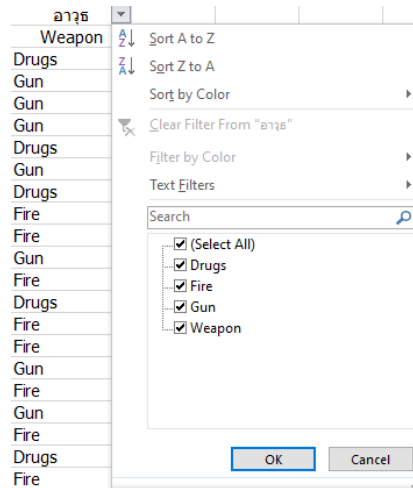 อาวุธ
Weapon
Drugs
Gun
Gun
Gun
Drugs
Gun
Drugs
Fire
Fire
Gun
Fire
Drugs
Fire
Fire
Gun
Fire
Gun
Fire
Drugs
Fire
Sort A to Z
Sort Z to A
Sort by Color
Clear Filter From "อาวุธ"
Filter by Color
Text Filters
Search
(Select All)
Drugs
Fire
Gun
Weapon
OK Cancel